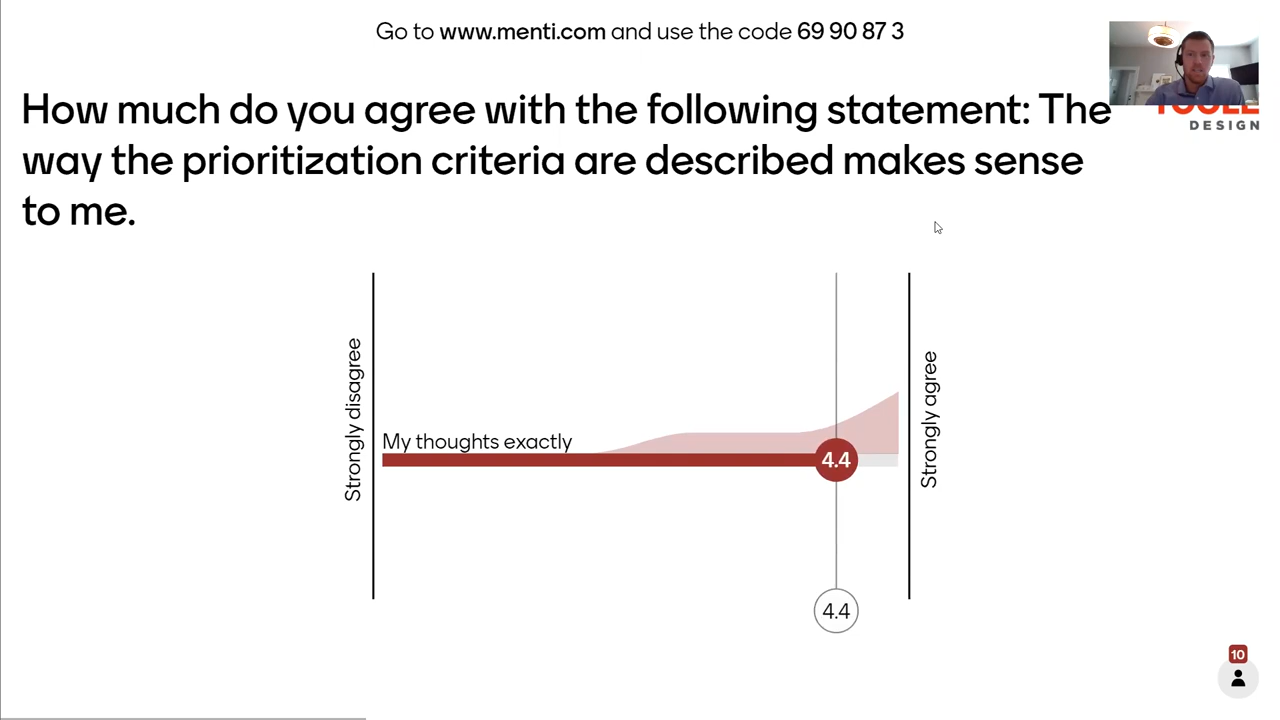 Go to www.menti.com and use the code 69 90 87 3
How much do you agree with the following statement: The
way the prioritization criteria are described makes sense
to me.
TOOLE
DESIGN
Strongly disagree
My thoughts exactly
4.4
Strongly agree
4.4
10